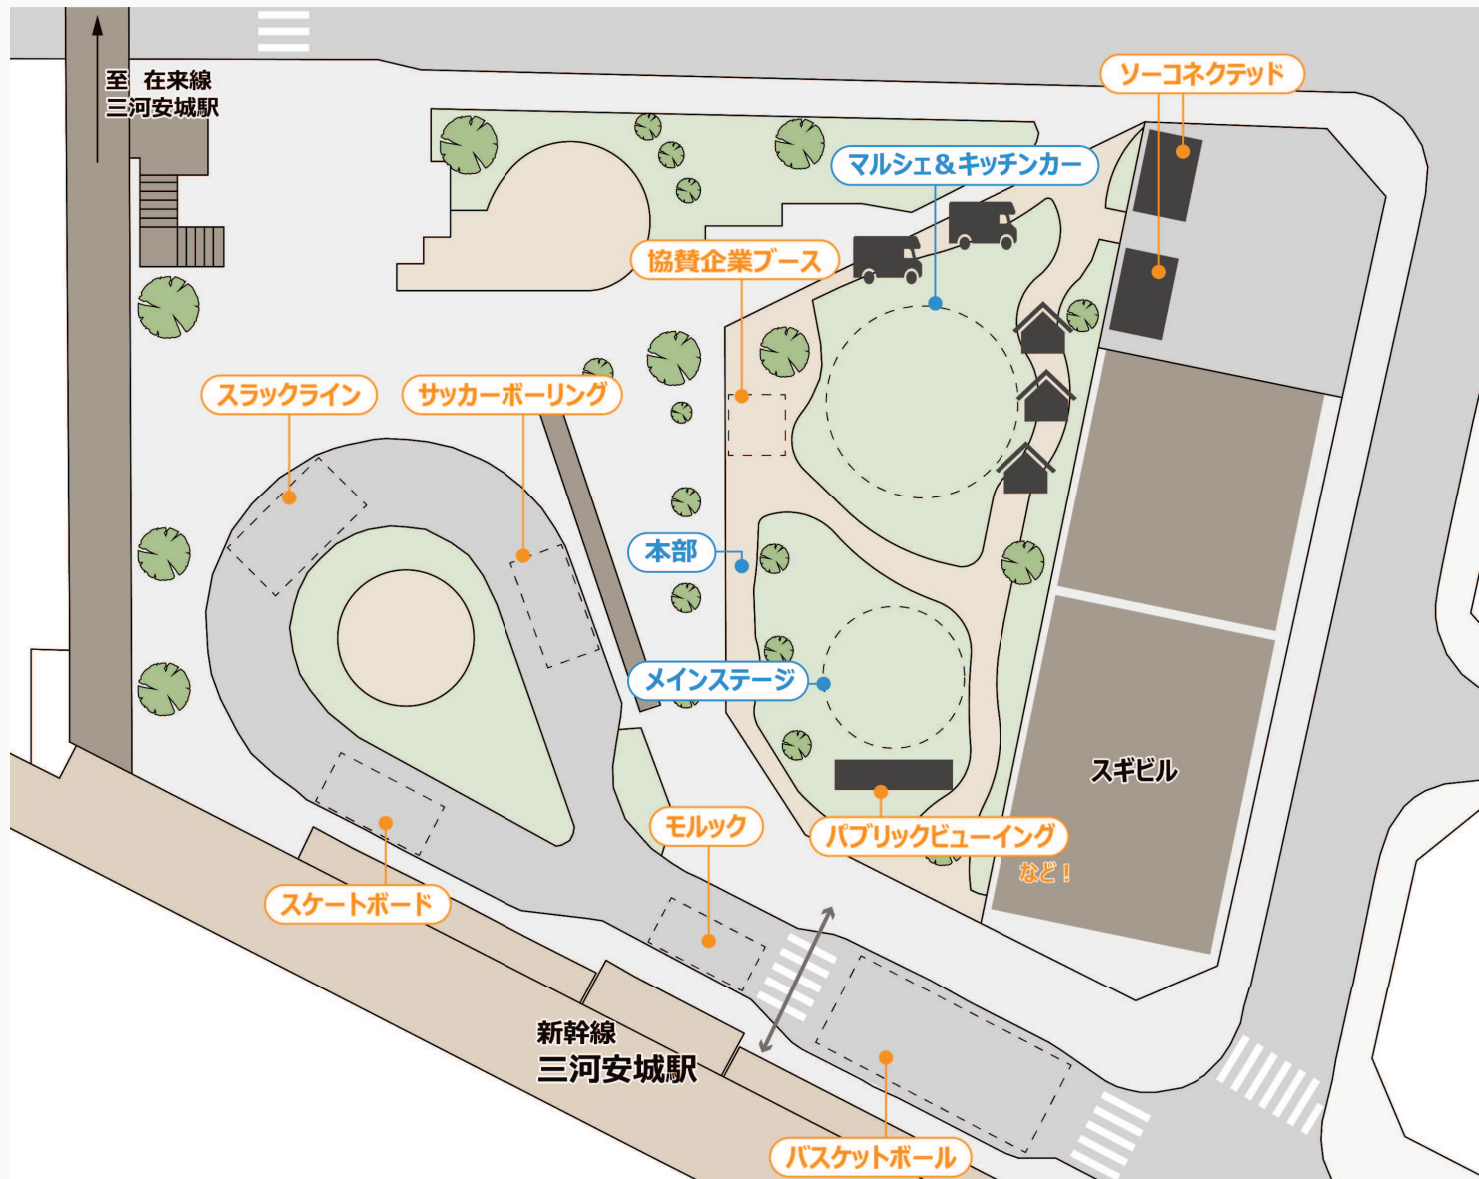 至 在来線
三河安城駅
ソーコネクテッド
マルシェ＆キッチンカー
協賛企業ブース
スラックライン
サッカーボーリング
本部
メインステージ
スギビル
モルック
パブリックビューイング
など！
スケートボード
新幹線
三河安城駅
バスケットボール